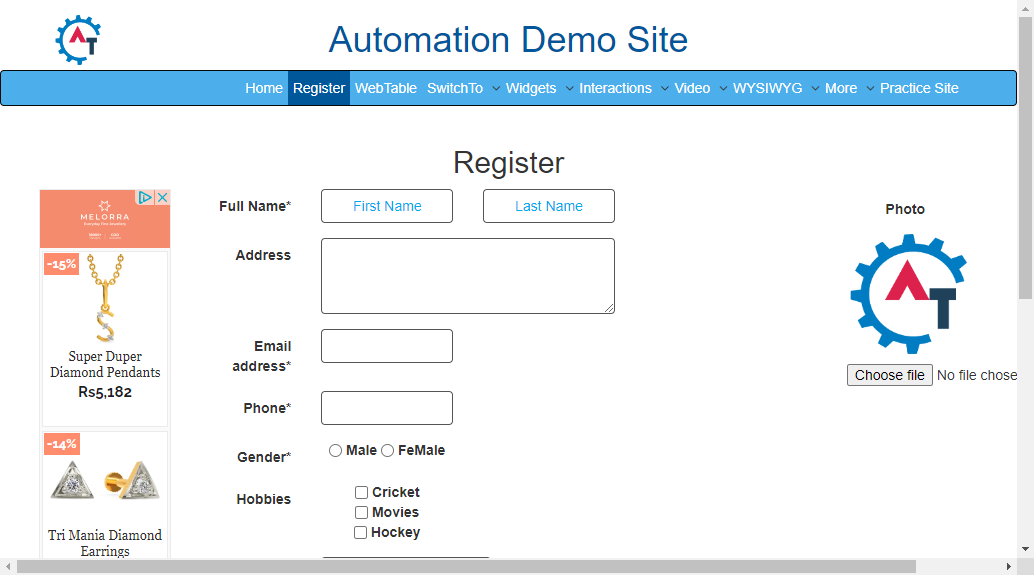 Automation Demo Site
Home Register WebTable SwitchTo Widgets Interactions Video WYSIWYG More Practice Site
Register
MELORRA
-15%
Super Duper
Diamond Pendants
Rs5,182
-14%
Tri Mania Diamond
Earrings
Full Name*
First Name
Last Name
Address
Email
address*
Phone*
Gender*
Male FeMale
Hobbies
Cricket
Movies
Hockey
Photo
AT
Choose file No file chose